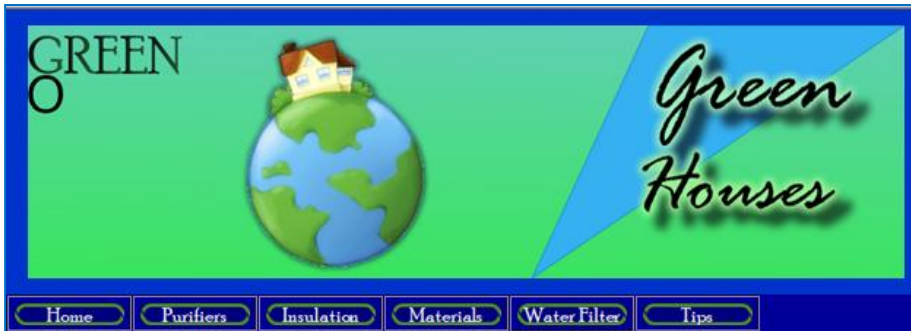 GREEN
O
Green
Houses
Home Purifiers Insulation Materials Water Filter Tips